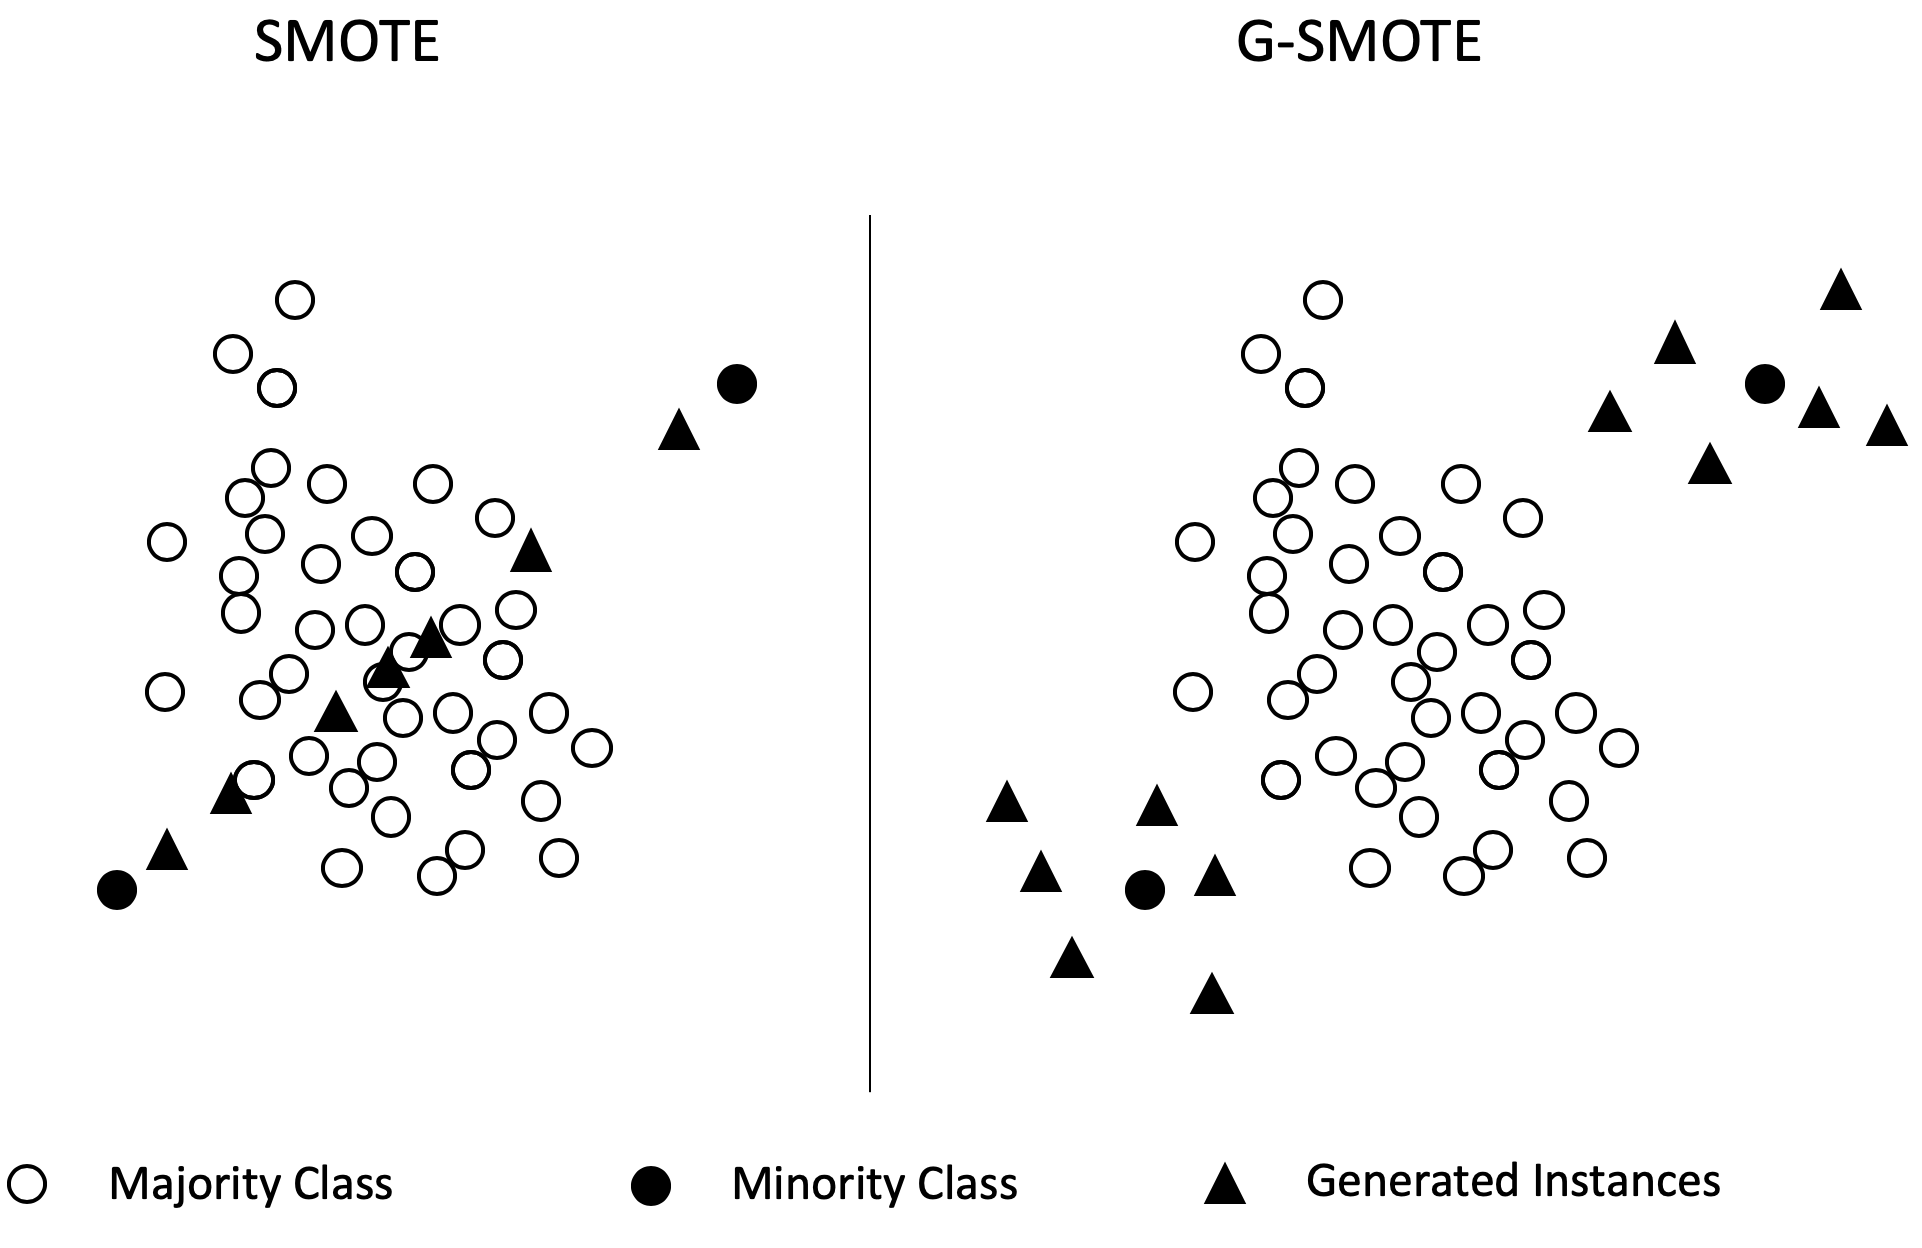 SMOTE
G-SMOTE
Majority Class
Minority Class
Generated Instances